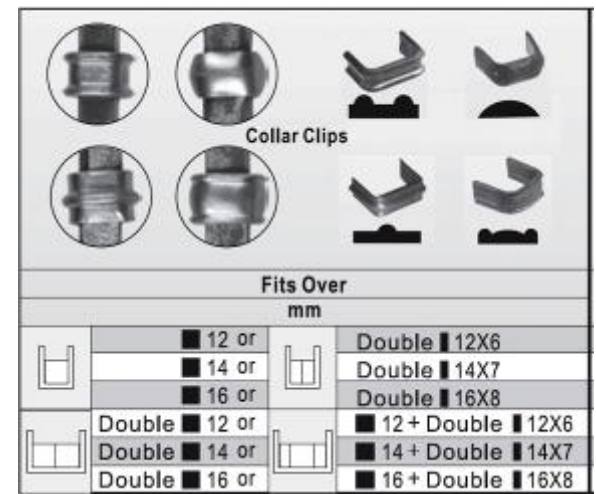 Collar Clips
Fits Over
mm
■ 12 or Double ▮ 12X6
■ 14 or Double ▮ 14X7
■ 16 or Double ▮ 16X8
Double ■ 12 or ■ 12 + Double ▮ 12X6
Double ■ 14 or ■ 14 + Double ▮ 14X7
Double ■ 16 or ■ 16 + Double ▮ 16X8